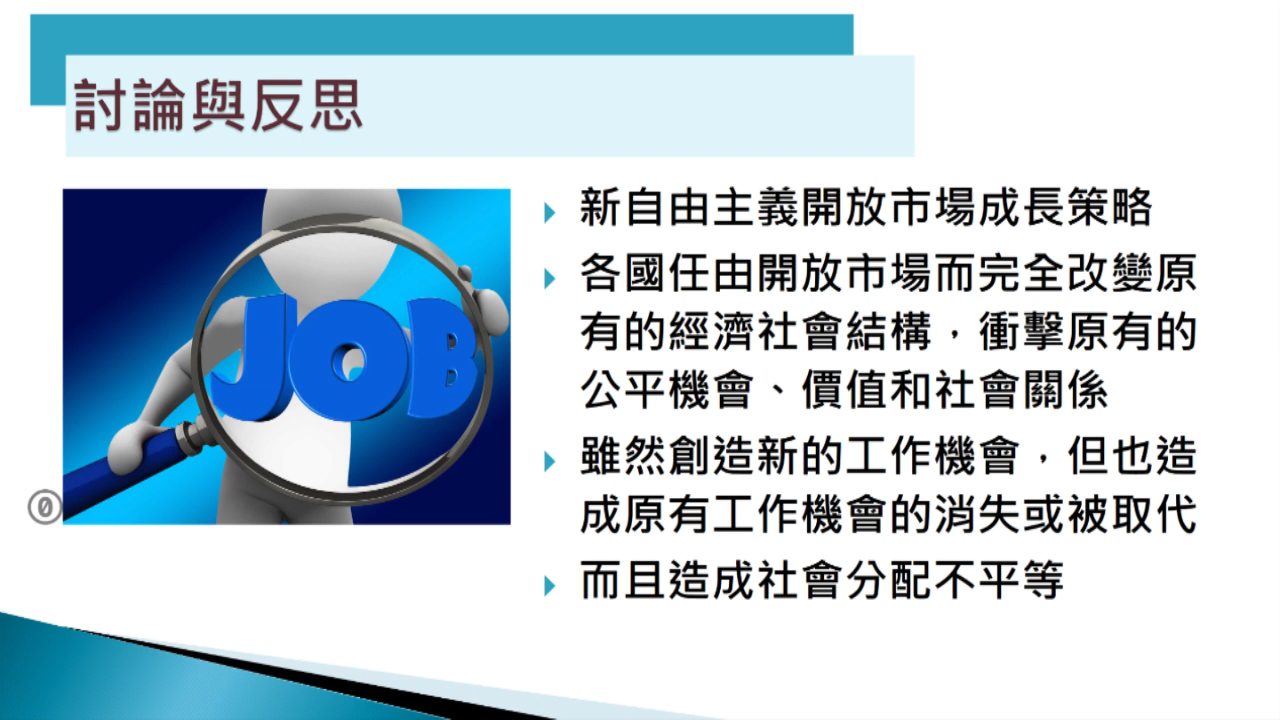 討論與反思
JOB
新自由主義開放市場成長策略
各國任由開放市場而完全改變原
有的經濟社會結構，衝擊原有的
公平機會、價值和社會關係
雖然創造新的工作機會，但也造
成原有工作機會的消失或被取代
而且造成社會分配不平等
0